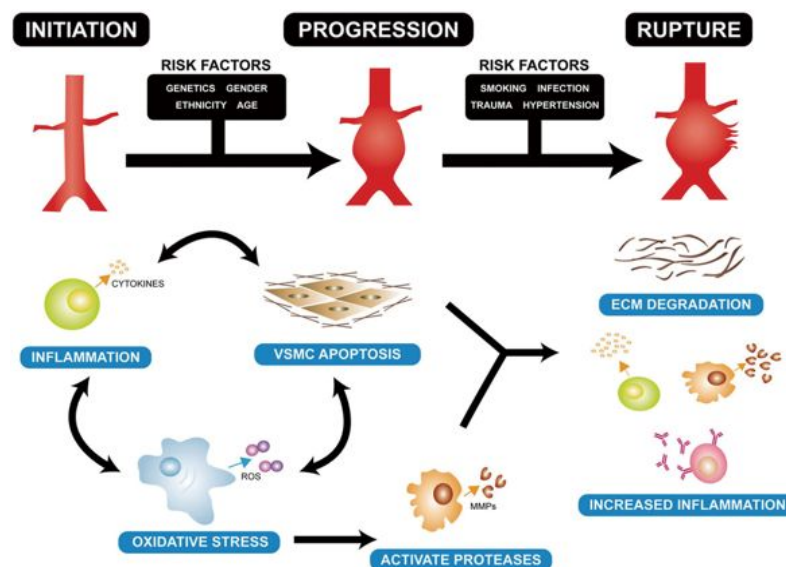 INITIATION
PROGRESSION
RUPTURE
RISK FACTORS
GENETICS GENDER
ETHNICITY AGE
RISK FACTORS
SMOKING INFECTION
TRAUMA HYPERTENSION
CYTOKINES
INFLAMMATION
VSMC APOPTOSIS
ECM DEGRADATION
ROS
OXIDATIVE STRESS
MMPs
ACTIVATE PROTEASES
INCREASED INFLAMMATION